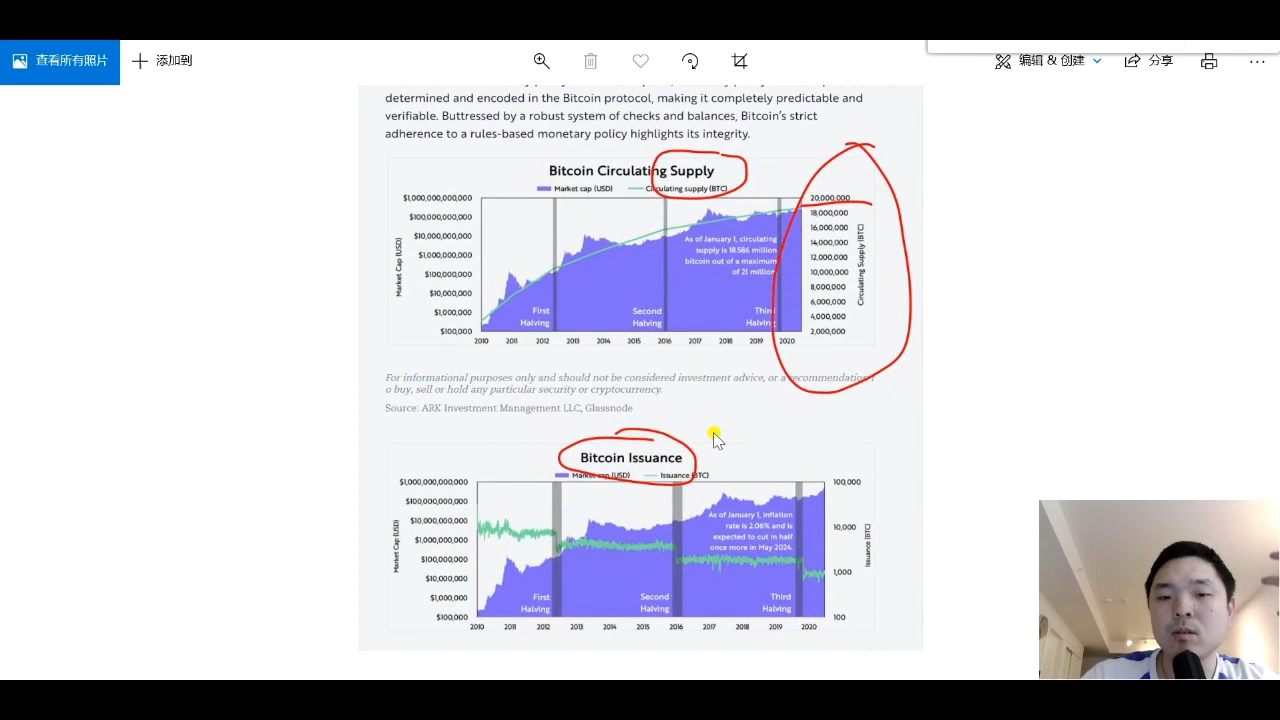 查看所有照片
添加到
编辑 & 创建
分享
determined and encoded in the Bitcoin protocol, making it completely predictable and
verifiable. Buttressed by a robust system of checks and balances, Bitcoin's strict
adherence to a rules-based monetary policy highlights its integrity.
Bitcoin Circulating Supply
Market cap (USD)
Circulating supply (BTC)
$1,000,000,000,000
$100,000,000,000
$10,000,000,000
$1,000,000,000
$100,000,000
$10,000,000
$1,000,000
$100,000
Market Cap (USD)
As of January 1, circulating
supply is 18.586 million
bitcoin out of a maximum
of 21 million.
First
Halving
Second
Halving
Third
Halving
20,000,000
18,000,000
16,000,000
14,000,000
12,000,000
10,000,000
8,000,000
6,000,000
4,000,000
2,000,000
Circulating Supply (BTC)
2010 2011 2012 2013 2014 2015 2016 2017 2018 2019 2020
For informational purposes only and should not be considered investment advice, or a recommendation t
o buy, sell or hold any particular security or cryptocurrency.
Source: ARK Investment Management LLC, Glassnode
Bitcoin Issuance
Market cap (USD)
Issuance (BTC)
$1,000,000,000,000
$100,000,000,000
$10,000,000,000
$1,000,000,000
$100,000,000
$10,000,000
$1,000,000
$100,000
Market Cap (USD)
As of January 1, inflation
rate is 2.06% and is
expected to cut in half
once more in May 2024.
First
Halving
Second
Halving
Third
Halving
100,000
10,000
1,000
100
Issuance (BTC)
2010 2011 2012 2013 2014 2015 2016 2017 2018 2019 2020